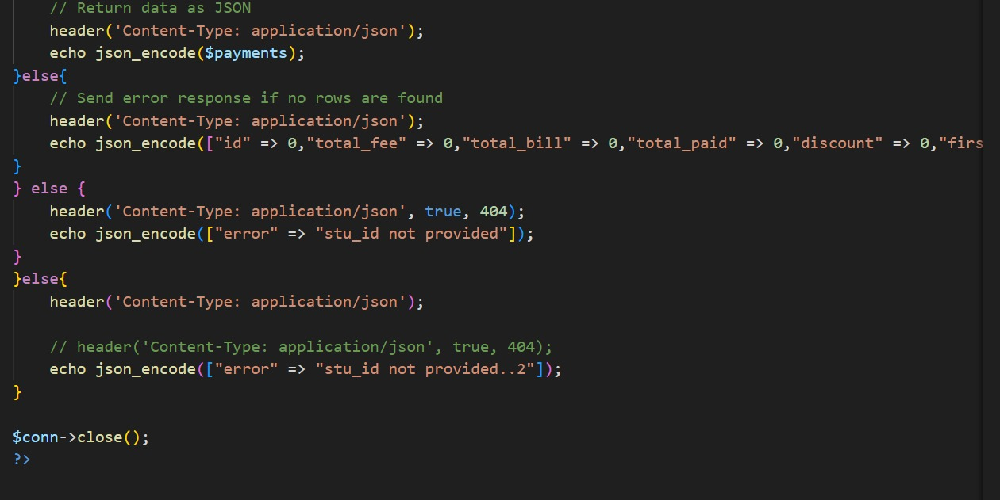 // Return data as JSON
header('Content-Type: application/json');
echo json_encode($payments);
}else{
// Send error response if no rows are found
header('Content-Type: application/json');
echo json_encode(["id" => 0,"total_fee" => 0,"total_bill" => 0,"total_paid" => 0,"discount" => 0,"firs
}
} else {
header('Content-Type: application/json', true, 404);
echo json_encode(["error" => "stu_id not provided"]);
}
}else{
header('Content-Type: application/json');
// header('Content-Type: application/json', true, 404);
echo json_encode(["error" => "stu_id not provided..2"]);
}
$conn->close();
?>